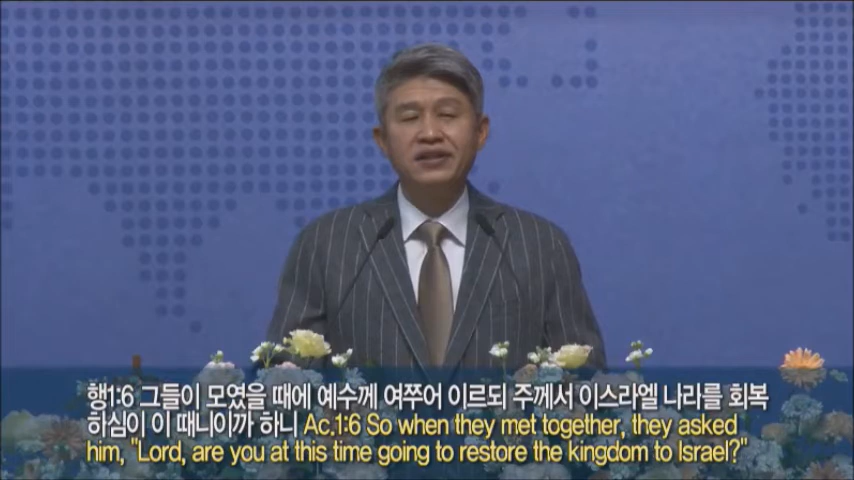 행1:6 그들이 모였을 때에 예수께 여쭈어 이르되 주께서 이스라엘 나라를 회복
하심이 이 때니이까 하니 Ac.1:6 So when they met together, they asked
him, "Lord, are you at this time going to restore the kingdom to Israel?"